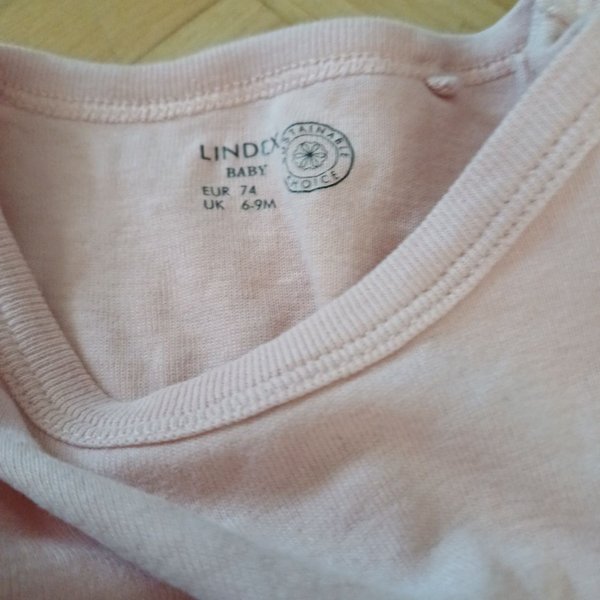 LINDEX
BABY
EUR 74
UK 6-9M
SUSTAINABLE
CHOICE